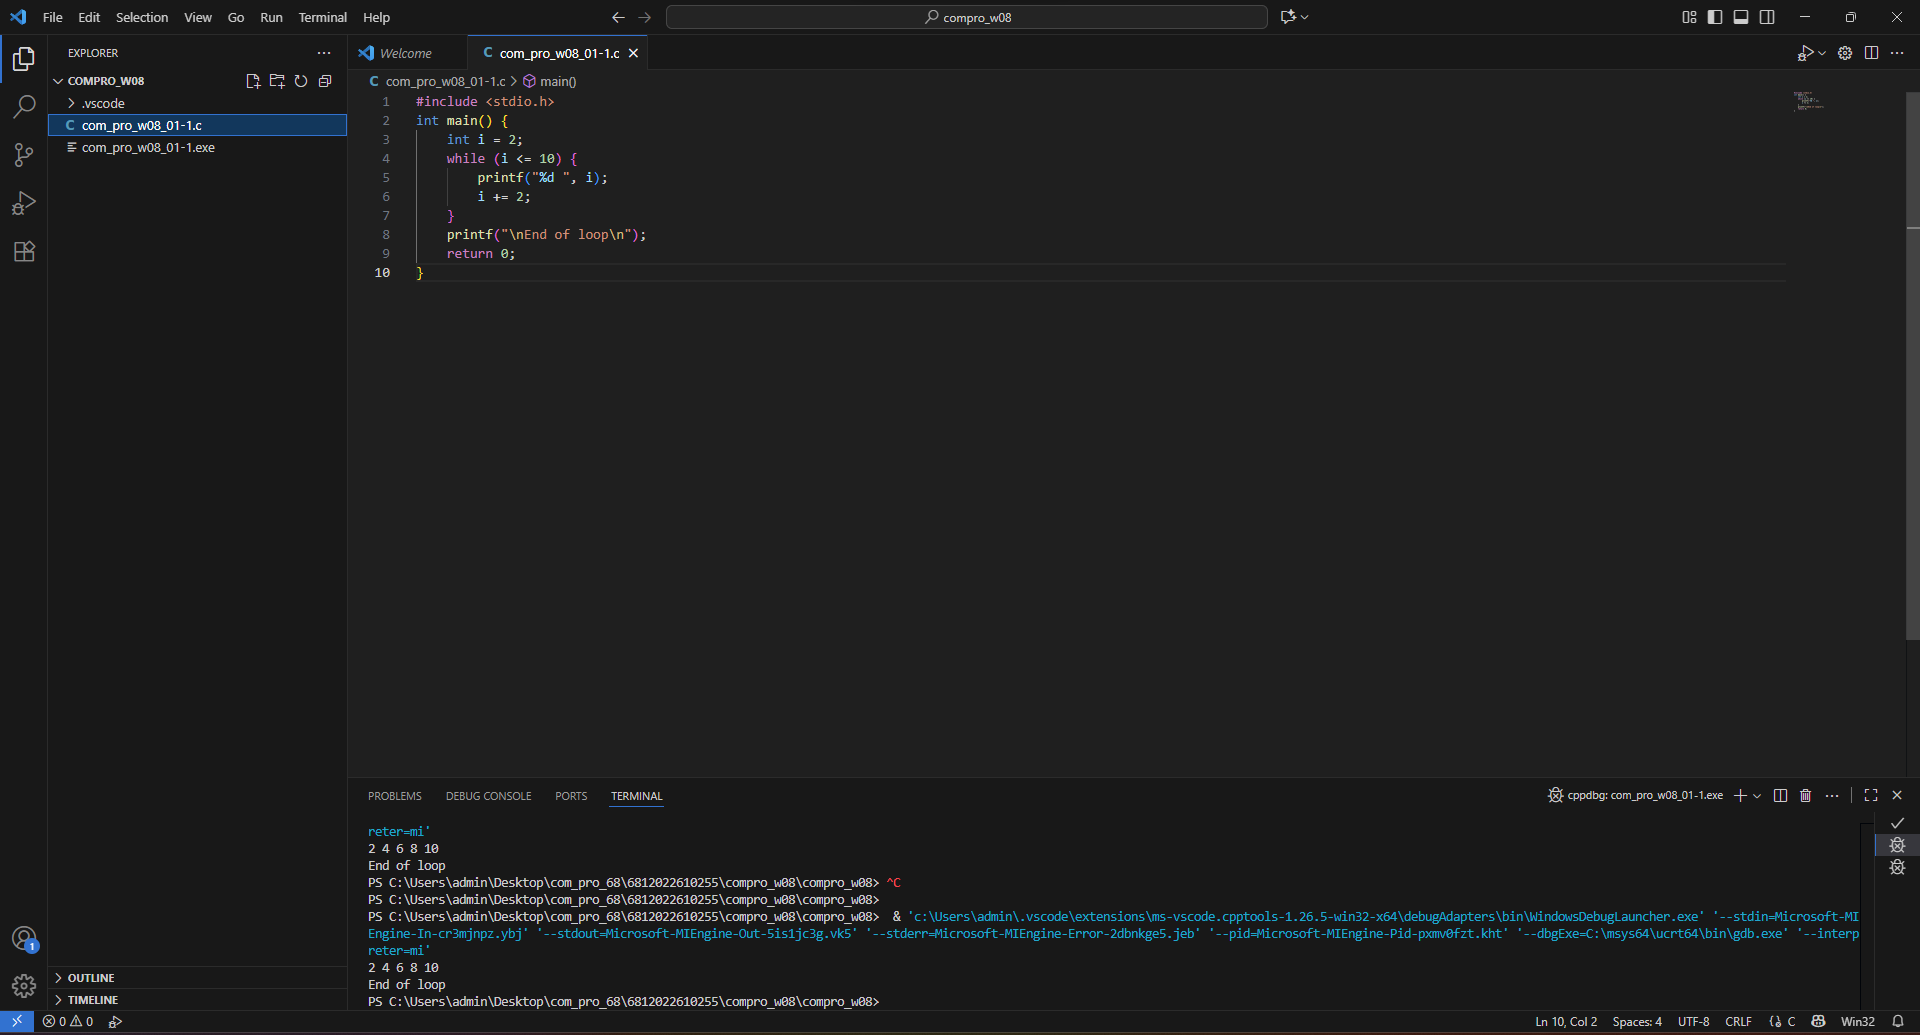 File Edit Selection View Go Run Terminal Help
compro_w08
EXPLORER
COMPRO_W08
.vscode
C com_pro_w08_01-1.c
com_pro_w08_01-1.exe
OUTLINE
TIMELINE
Welcome
C com_pro_w08_01-1.c
C com_pro_w08_01-1.c > main()
1 #include <stdio.h>
2 int main() {
3 int i = 2;
4 while (i <= 10) {
5 printf("%d ", i);
6 i += 2;
7 }
8 printf("\nEnd of loop\n");
9 return 0;
10 }
PROBLEMS DEBUG CONSOLE PORTS TERMINAL
cppdbg: com_pro_w08_01-1.exe
reter=mi'
2 4 6 8 10
End of loop
PS C:\Users\admin\Desktop\com_pro_68\6812022610255\compro_w08\compro_w08> ^C
PS C:\Users\admin\Desktop\com_pro_68\6812022610255\compro_w08\compro_w08>
PS C:\Users\admin\Desktop\com_pro_68\6812022610255\compro_w08\compro_w08> & 'c:\Users\admin\.vscode\extensions\ms-vscode.cpptools-1.26.5-win32-x64\debugAdapters\bin\WindowsDebugLauncher.exe' '--stdin=Microsoft-MI
Engine-In-cr3mjnpz.ybj' '--stdout=Microsoft-MIEngine-Out-5is1jc3g.vk5' '--stderr=Microsoft-MIEngine-Error-2dbnkge5.jeb' '--pid=Microsoft-MIEngine-Pid-pxmv0fzt.kht' '--dbgExe=C:\msys64\ucrt64\bin\gdb.exe' '--interp
reter=mi'
2 4 6 8 10
End of loop
PS C:\Users\admin\Desktop\com_pro_68\6812022610255\compro_w08\compro_w08>
1
0 0
Ln 10, Col 2 Spaces: 4 UTF-8 CRLF {} C Win32